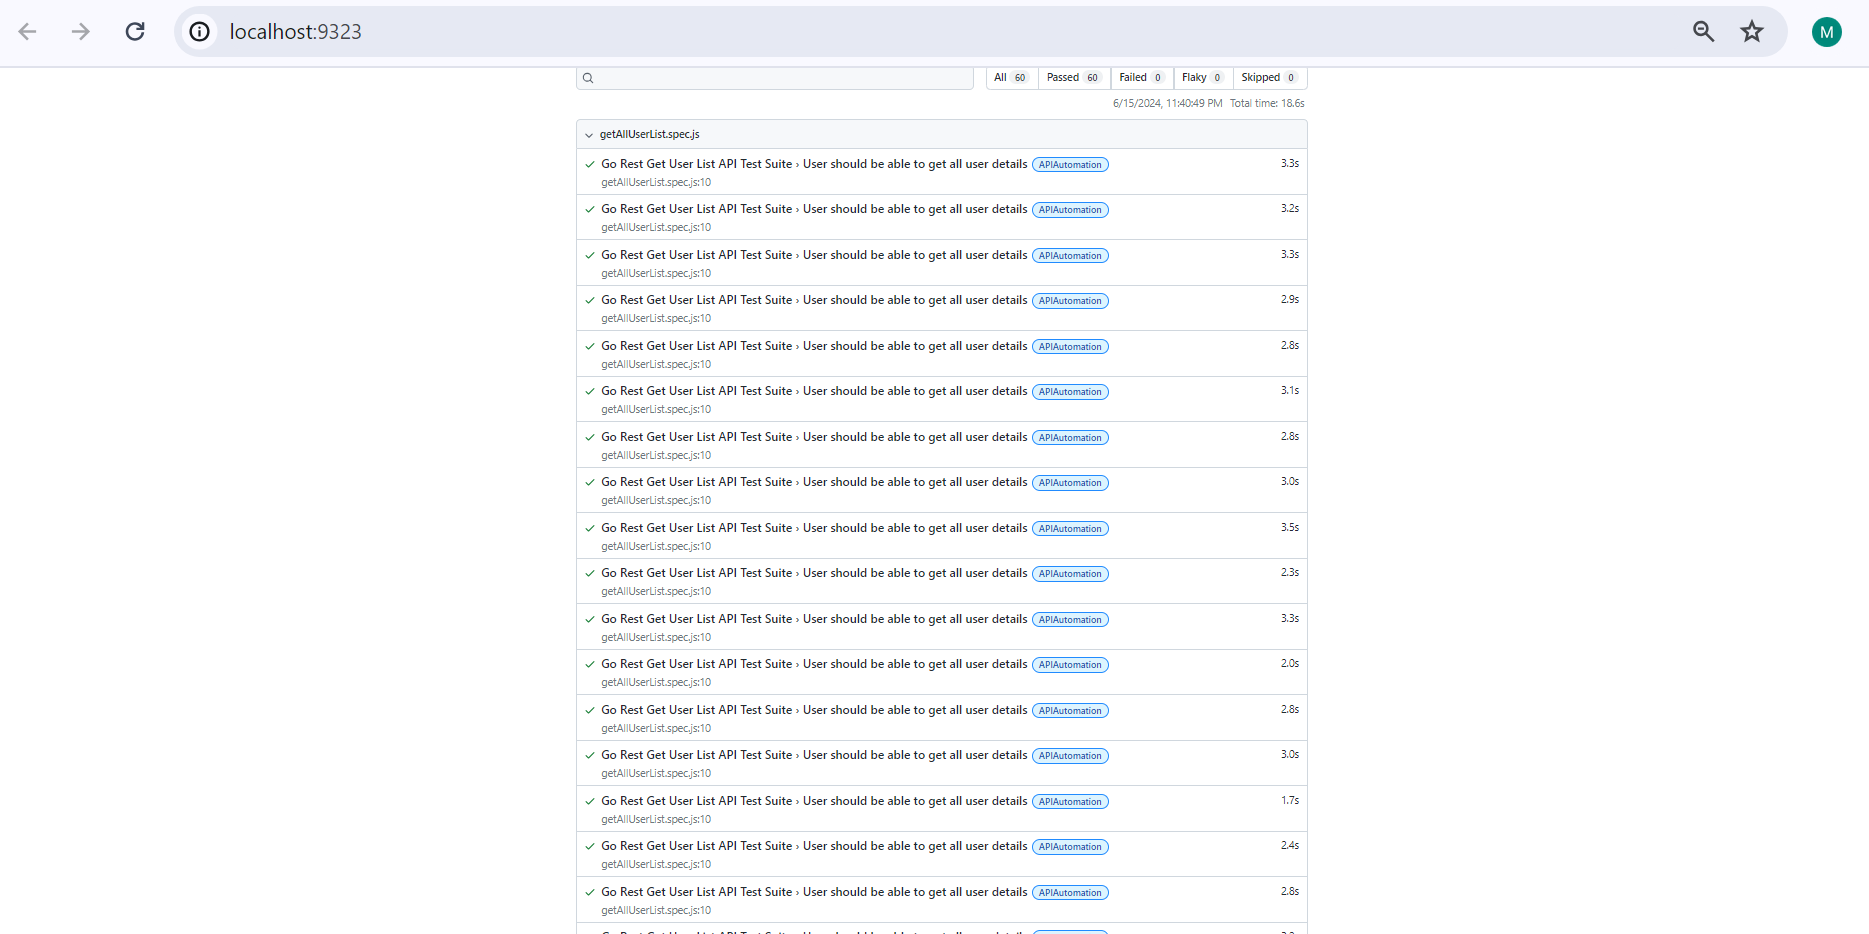 localhost:9323
M
All 60 Passed 60 Failed 0 Flaky 0 Skipped 0
6/15/2024, 11:40:49 PM Total time: 18.6s
getAllUserList.spec.js
Go Rest Get User List API Test Suite › User should be able to get all user details APIAutomation 3.3s
getAllUserList.spec.js:10
Go Rest Get User List API Test Suite › User should be able to get all user details APIAutomation 3.2s
getAllUserList.spec.js:10
Go Rest Get User List API Test Suite › User should be able to get all user details APIAutomation 3.3s
getAllUserList.spec.js:10
Go Rest Get User List API Test Suite › User should be able to get all user details APIAutomation 2.9s
getAllUserList.spec.js:10
Go Rest Get User List API Test Suite › User should be able to get all user details APIAutomation 2.8s
getAllUserList.spec.js:10
Go Rest Get User List API Test Suite › User should be able to get all user details APIAutomation 3.1s
getAllUserList.spec.js:10
Go Rest Get User List API Test Suite › User should be able to get all user details APIAutomation 2.8s
getAllUserList.spec.js:10
Go Rest Get User List API Test Suite › User should be able to get all user details APIAutomation 3.0s
getAllUserList.spec.js:10
Go Rest Get User List API Test Suite › User should be able to get all user details APIAutomation 3.5s
getAllUserList.spec.js:10
Go Rest Get User List API Test Suite › User should be able to get all user details APIAutomation 2.3s
getAllUserList.spec.js:10
Go Rest Get User List API Test Suite › User should be able to get all user details APIAutomation 3.3s
getAllUserList.spec.js:10
Go Rest Get User List API Test Suite › User should be able to get all user details APIAutomation 2.0s
getAllUserList.spec.js:10
Go Rest Get User List API Test Suite › User should be able to get all user details APIAutomation 2.8s
getAllUserList.spec.js:10
Go Rest Get User List API Test Suite › User should be able to get all user details APIAutomation 3.0s
getAllUserList.spec.js:10
Go Rest Get User List API Test Suite › User should be able to get all user details APIAutomation 1.7s
getAllUserList.spec.js:10
Go Rest Get User List API Test Suite › User should be able to get all user details APIAutomation 2.4s
getAllUserList.spec.js:10
Go Rest Get User List API Test Suite › User should be able to get all user details APIAutomation 2.8s
getAllUserList.spec.js:10